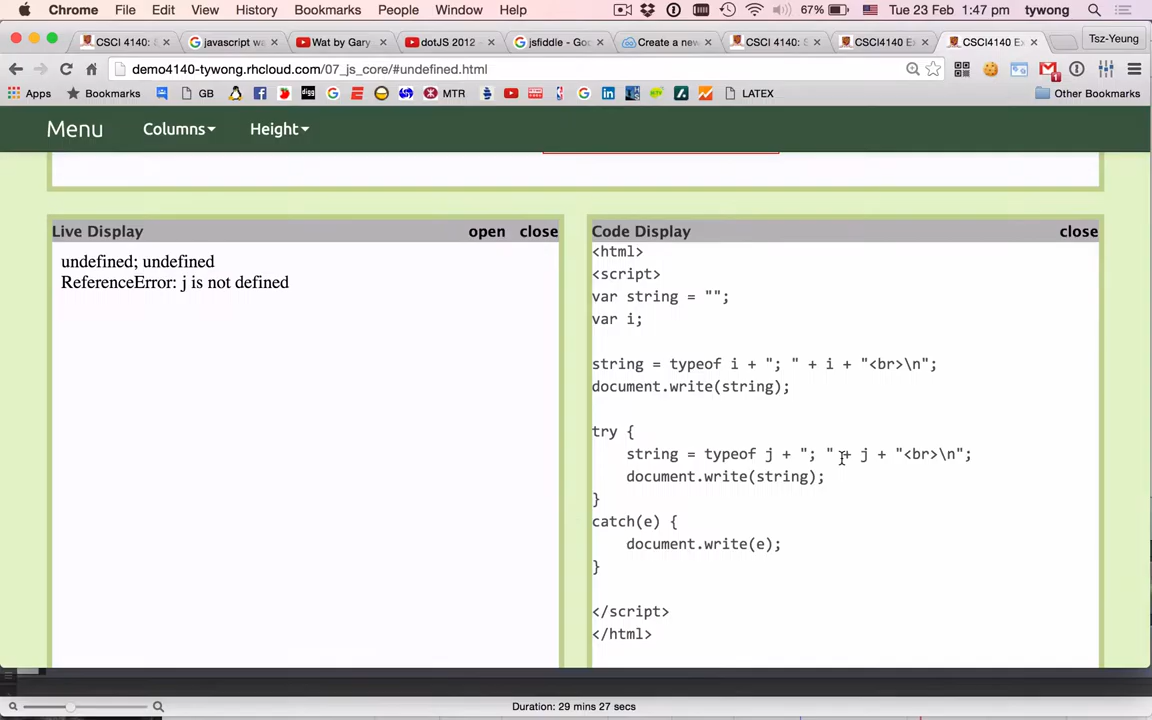 Chrome File Edit View History Bookmarks People Window Help 67% Tue 23 Feb 1:47 pm tywong
CSCI 4140: S javascript wa Wat by Gary dotJS 2012 jsfiddle - Goo Create a new CSCI 4140: S CSCI4140 Ex CSCI4140 Ex Tsz-Yeung
demo4140-tywong.rhcloud.com/07_js_core/#undefined.html
Apps Bookmarks GB MTR LATEX Other Bookmarks
Menu Columns Height
Live Display open close
undefined; undefined
ReferenceError: j is not defined
Code Display close
<html>
<script>
var string = "";
var i;
string = typeof i + "; " + i + "<br>\n";
document.write(string);
try {
string = typeof j + "; " + j + "<br>\n";
document.write(string);
}
catch(e) {
document.write(e);
}
</script>
</html>
Duration: 29 mins 27 secs